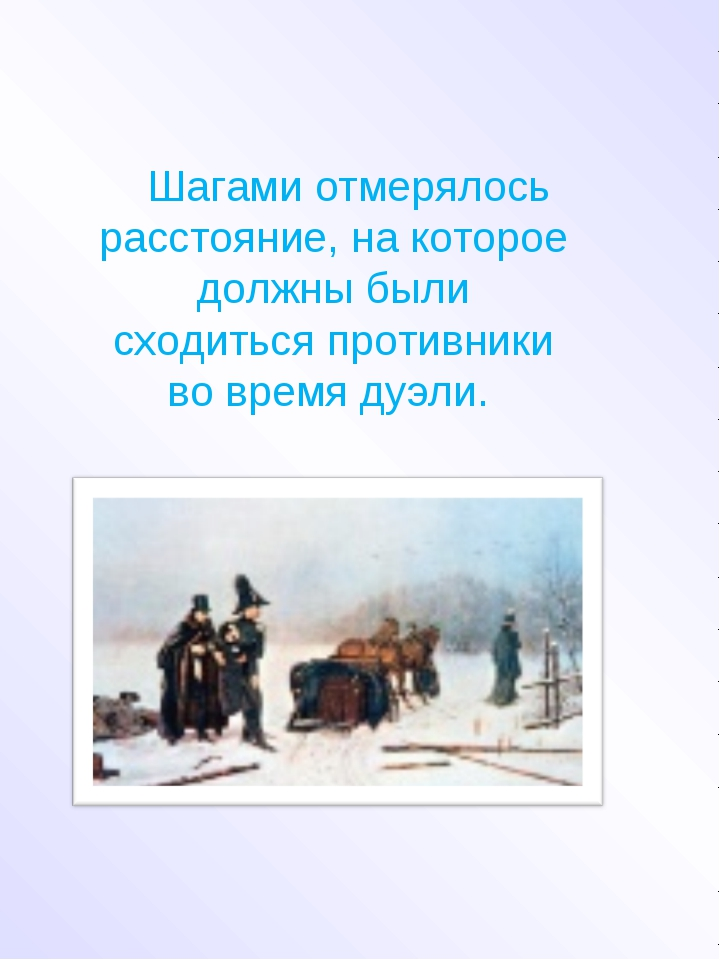 Шагами отмерялось
расстояние, на которое
должны были
сходиться противники
во время дуэли.